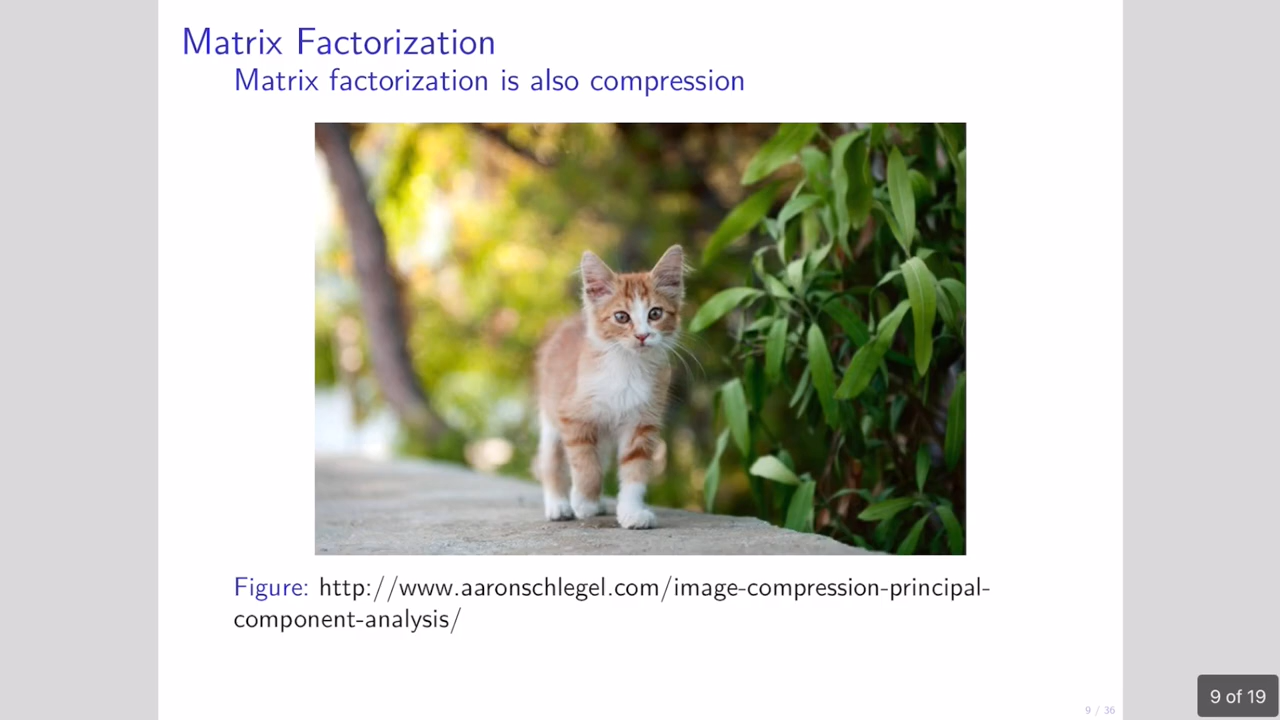 Matrix Factorization
Matrix factorization is also compression
Figure: http://www.aaronschlegel.com/image-compression-principal-
component-analysis/
9 / 36
9 of 19